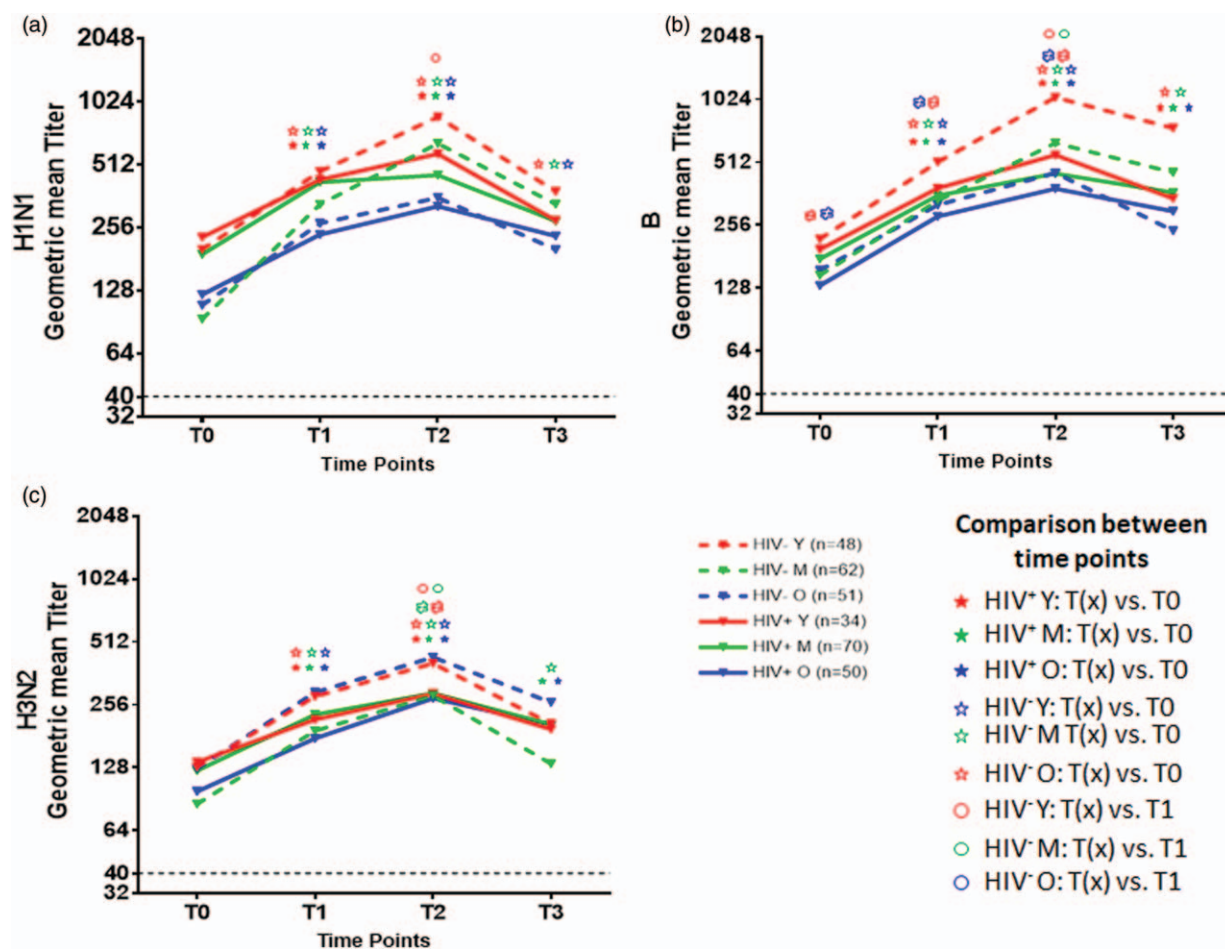 (a)
2048
1024
512
256
128
64
40
32
H1N1
Geometric mean Titer
T0 T1 T2 T3
Time Points
(b)
2048
1024
512
256
128
64
40
32
B
Geometric mean Titer
T0 T1 T2 T3
Time Points
(c)
2048
1024
512
256
128
64
40
32
H3N2
Geometric mean Titer
T0 T1 T2 T3
Time Points
HIV- Y (n=48)
HIV- M (n=62)
HIV- O (n=51)
HIV+ Y (n=34)
HIV+ M (n=70)
HIV+ O (n=50)
Comparison between
time points
HIV⁺ Y: T(x) vs. T0
HIV⁺ M: T(x) vs. T0
HIV⁺ O: T(x) vs. T0
HIV⁻ Y: T(x) vs. T0
HIV⁻ M T(x) vs. T0
HIV⁻ O: T(x) vs. T0
HIV⁻ Y: T(x) vs. T1
HIV⁻ M: T(x) vs. T1
HIV⁻ O: T(x) vs. T1